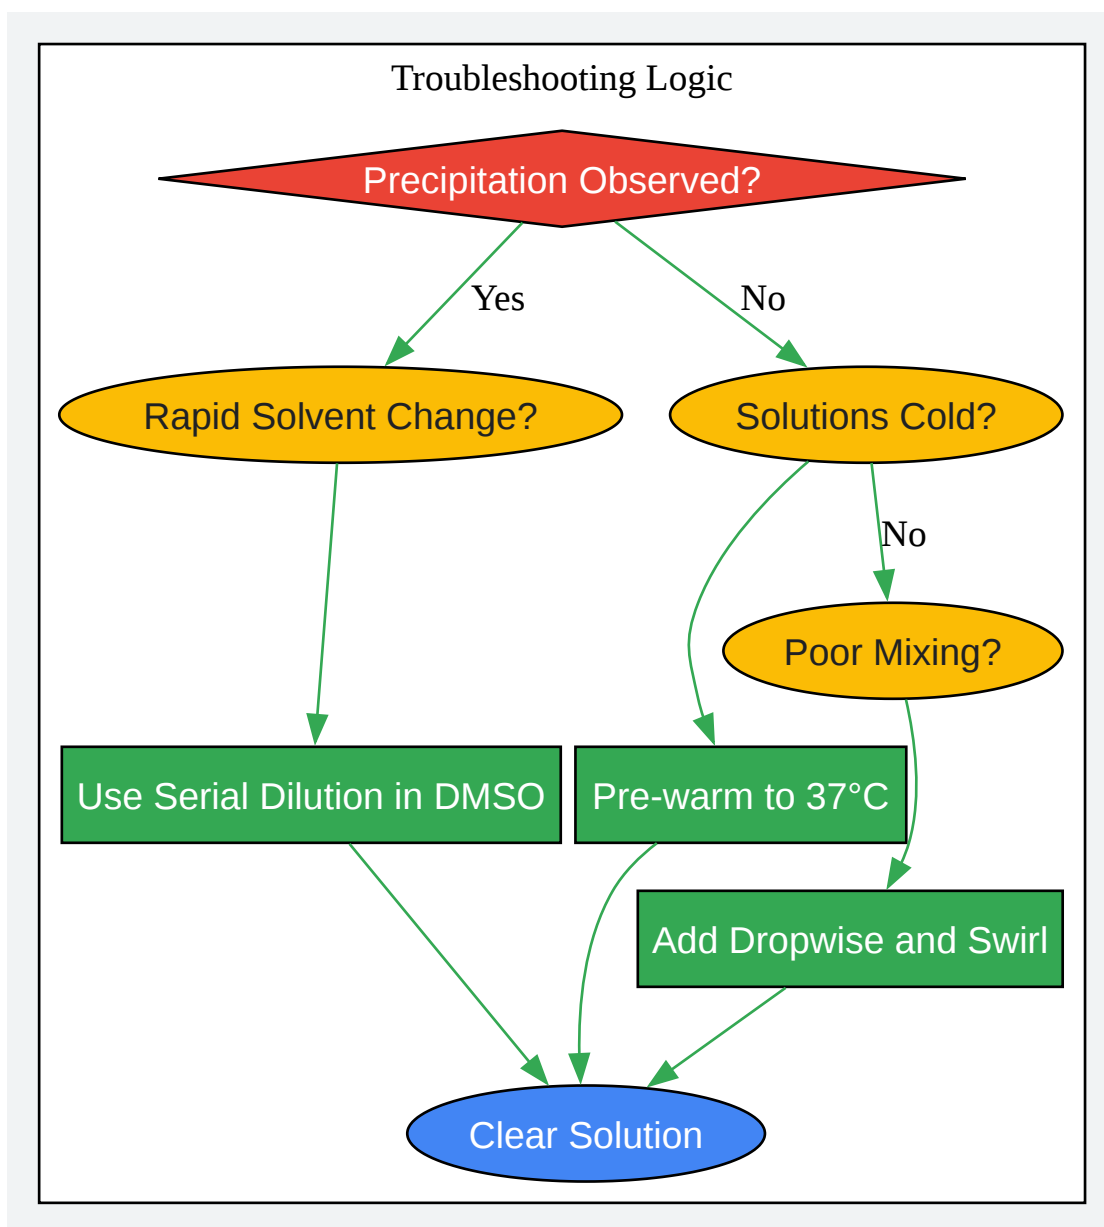 Troubleshooting Logic
Precipitation Observed?
Yes
No
Rapid Solvent Change?
Solutions Cold?
No
Poor Mixing?
Use Serial Dilution in DMSO
Pre-warm to 37°C
Add Dropwise and Swirl
Clear Solution